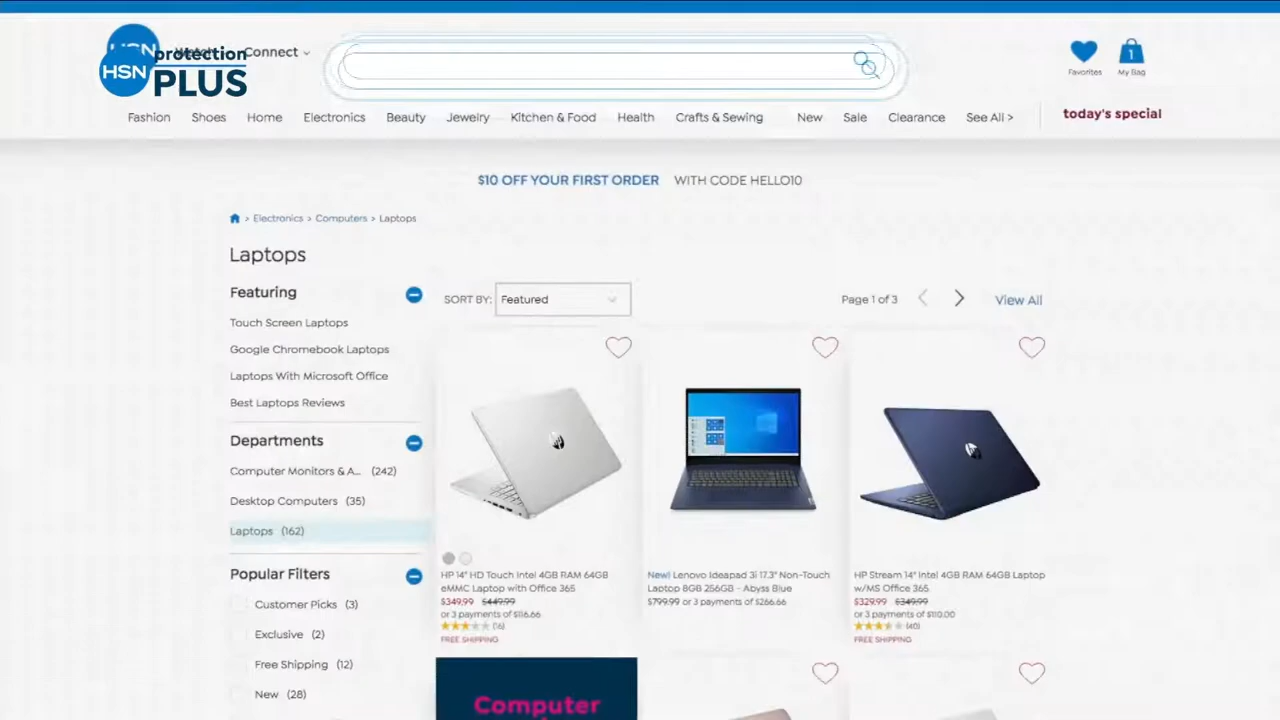 HSN
Watch
Connect
HSN protection
PLUS
1
Favorites
My Bag
Fashion Shoes Home Electronics Beauty Jewelry Kitchen & Food Health Crafts & Sewing New Sale Clearance See All > today's special
$10 OFF YOUR FIRST ORDER WITH CODE HELLO10
> Electronics > Computers > Laptops
Laptops
Featuring
Touch Screen Laptops
Google Chromebook Laptops
Laptops With Microsoft Office
Best Laptops Reviews
Departments
Computer Monitors & A... (242)
Desktop Computers (35)
Laptops (162)
Popular Filters
Customer Picks (3)
Exclusive (2)
Free Shipping (12)
New (28)
SORT BY: Featured
Page 1 of 3
View All
HP 14" HD Touch Intel 4GB RAM 64GB
eMMC Laptop with Office 365
$349.99 $449.99
or 3 payments of $116.66
(16)
FREE SHIPPING
New! Lenovo Ideapad 3i 17.3" Non-Touch
Laptop 8GB 256GB - Abyss Blue
$799.99 or 3 payments of $266.66
HP Stream 14" Intel 4GB RAM 64GB Laptop
w/MS Office 365
$329.99 $349.99
or 3 payments of $110.00
(40)
FREE SHIPPING
Computer